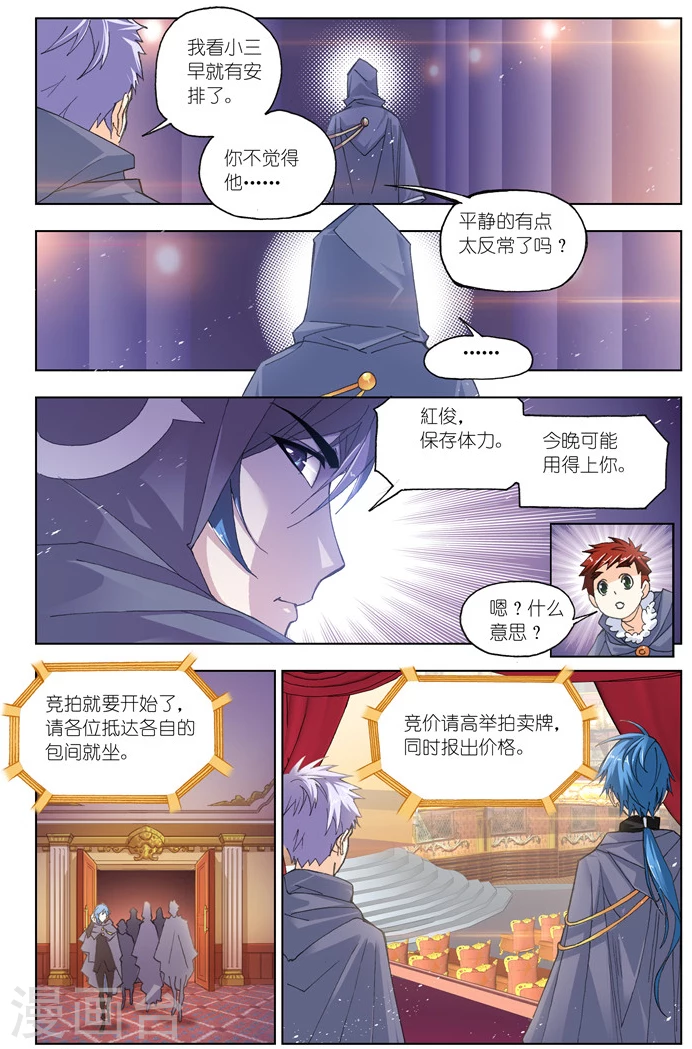 我看小三
早就有安
排了。
你不觉得
他······
平静的有点
太反常了吗？
······
紅俊，
保存体力。
今晚可能
用得上你。
嗯？什么
意思？
竞拍就要开始了，
请各位抵达各自的
包间就坐。
竞价请高举拍卖牌，
同时报出价格。
漫画台